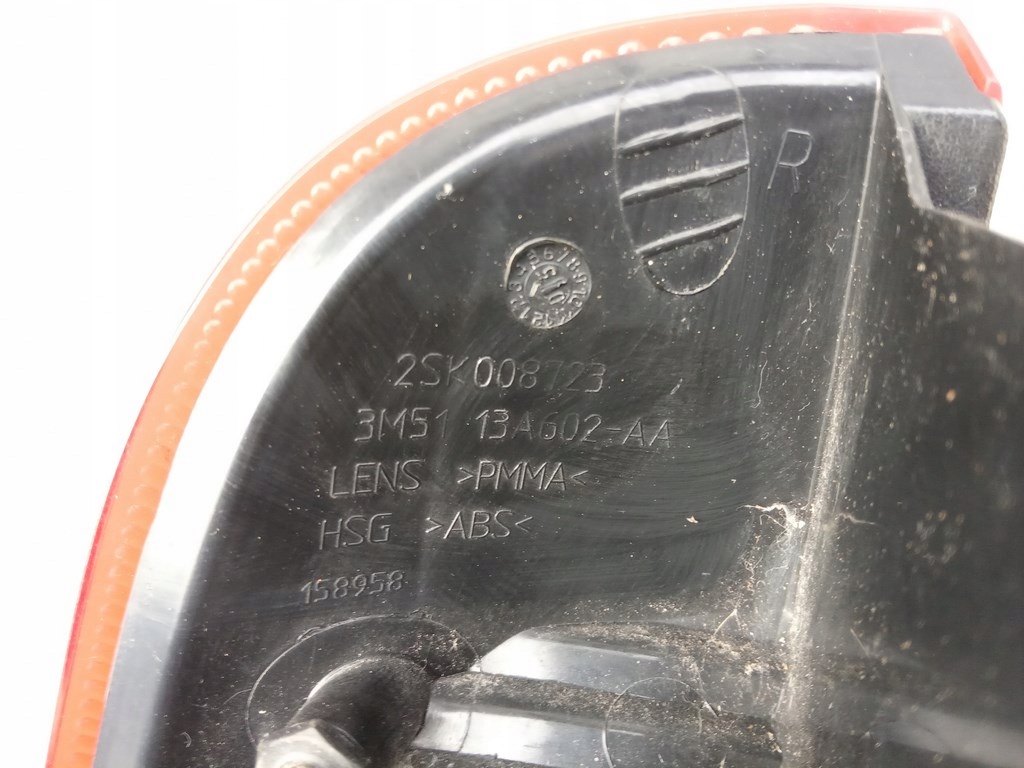 R
2SK008723
3M51 13A602-AA
LENS >PMMA<
HSG >ABS<
158958